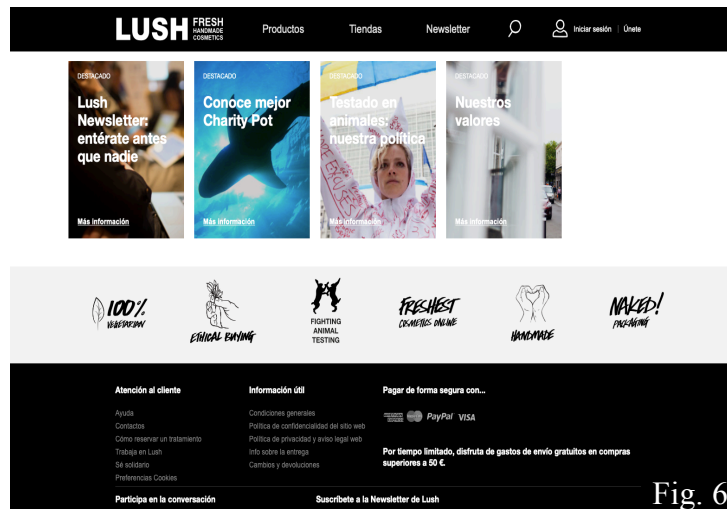 LUSH FRESH HANDMADE COSMETICS
Productos
Tiendas
Newsletter
Iniciar sesión | Únete
DESTACADO
Lush
Newsletter:
entérate antes
que nadie
Más información
DESTACADO
Conoce mejor
Charity Pot
Más información
DESTACADO
Testado en
animales:
nuestra política
Más información
DESTACADO
Nuestros
valores
Más información
100%
VEGETARIAN
ETHICAL BUYING
FIGHTING
ANIMAL
TESTING
FRESHEST
COSMETICS ONLINE
HANDMADE
NAKED!
PACKAGING
Atención al cliente
Ayuda
Contactos
Cómo reservar un tratamiento
Trabaja en Lush
Sé solidario
Preferencias Cookies
Información útil
Condiciones generales
Política de confidencialidad del sitio web
Política de privacidad y aviso legal web
Info sobre la entrega
Cambios y devoluciones
Pagar de forma segura con...
PayPal VISA
Por tiempo limitado, disfruta de gastos de envío gratuitos en compras
superiores a 50 €.
Participa en la conversación
Suscríbete a la Newsletter de Lush
Fig. 6